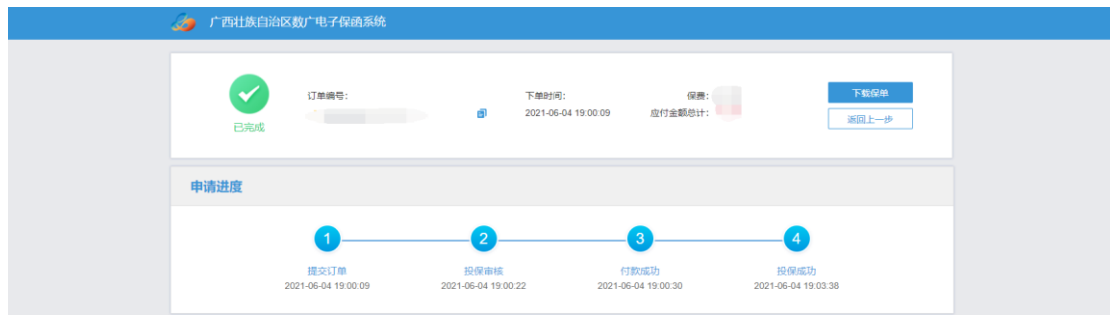 广西壮族自治区数广电子保函系统
已完成
订单编号:
下单时间:
2021-06-04 19:00:09
保费:
应付金额总计:
下载保单
返回上一步
申请进度
1
2
3
4
提交订单
投保审核
付款成功
投保成功
2021-06-04 19:00:09
2021-06-04 19:00:22
2021-06-04 19:00:30
2021-06-04 19:03:38